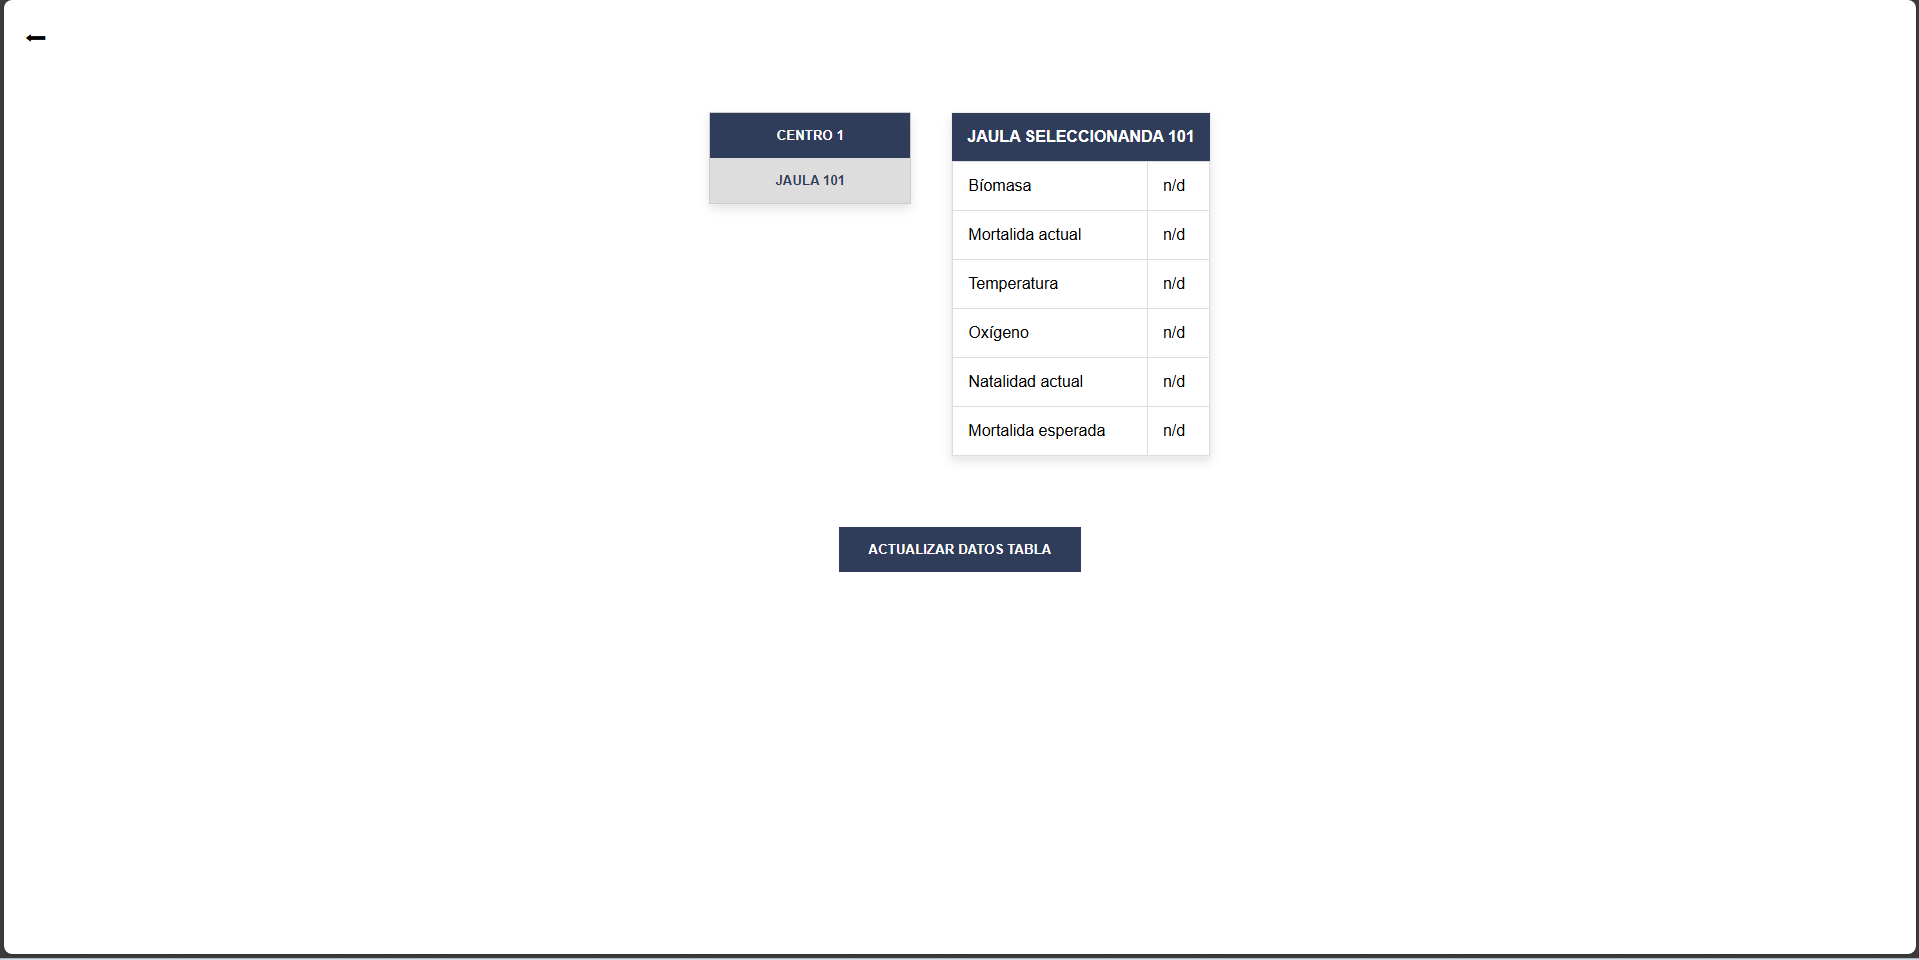 CENTRO 1
JAULA 101
JAULA SELECCIONANDA 101
Bíomasa n/d
Mortalida actual n/d
Temperatura n/d
Oxígeno n/d
Natalidad actual n/d
Mortalida esperada n/d
ACTUALIZAR DATOS TABLA